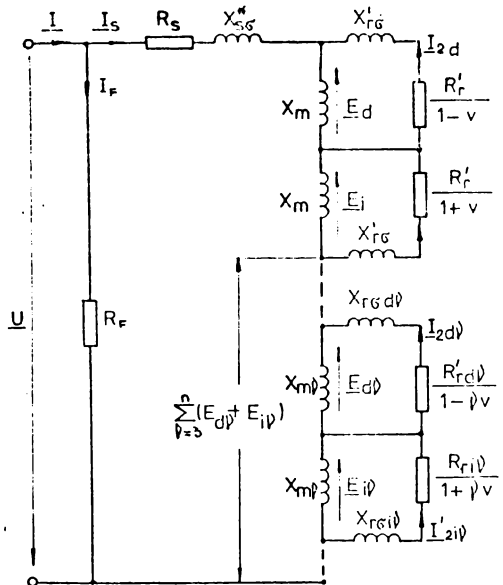 I I_S R_S X*_sσ X'_rσ
I_F
I_2d
X_m E_d R'_r/1-v
X_m E_i R'_r/1+v
X'_rσ
X_rσdν
I_2dν
U R_F
∑_{ν=3}^{n}(E_dν+E_iν)
X_mν E_dν R'_rdν/1-νv
X_mν E_iν R_riν/1+νv
X_rσiν I'_2iν